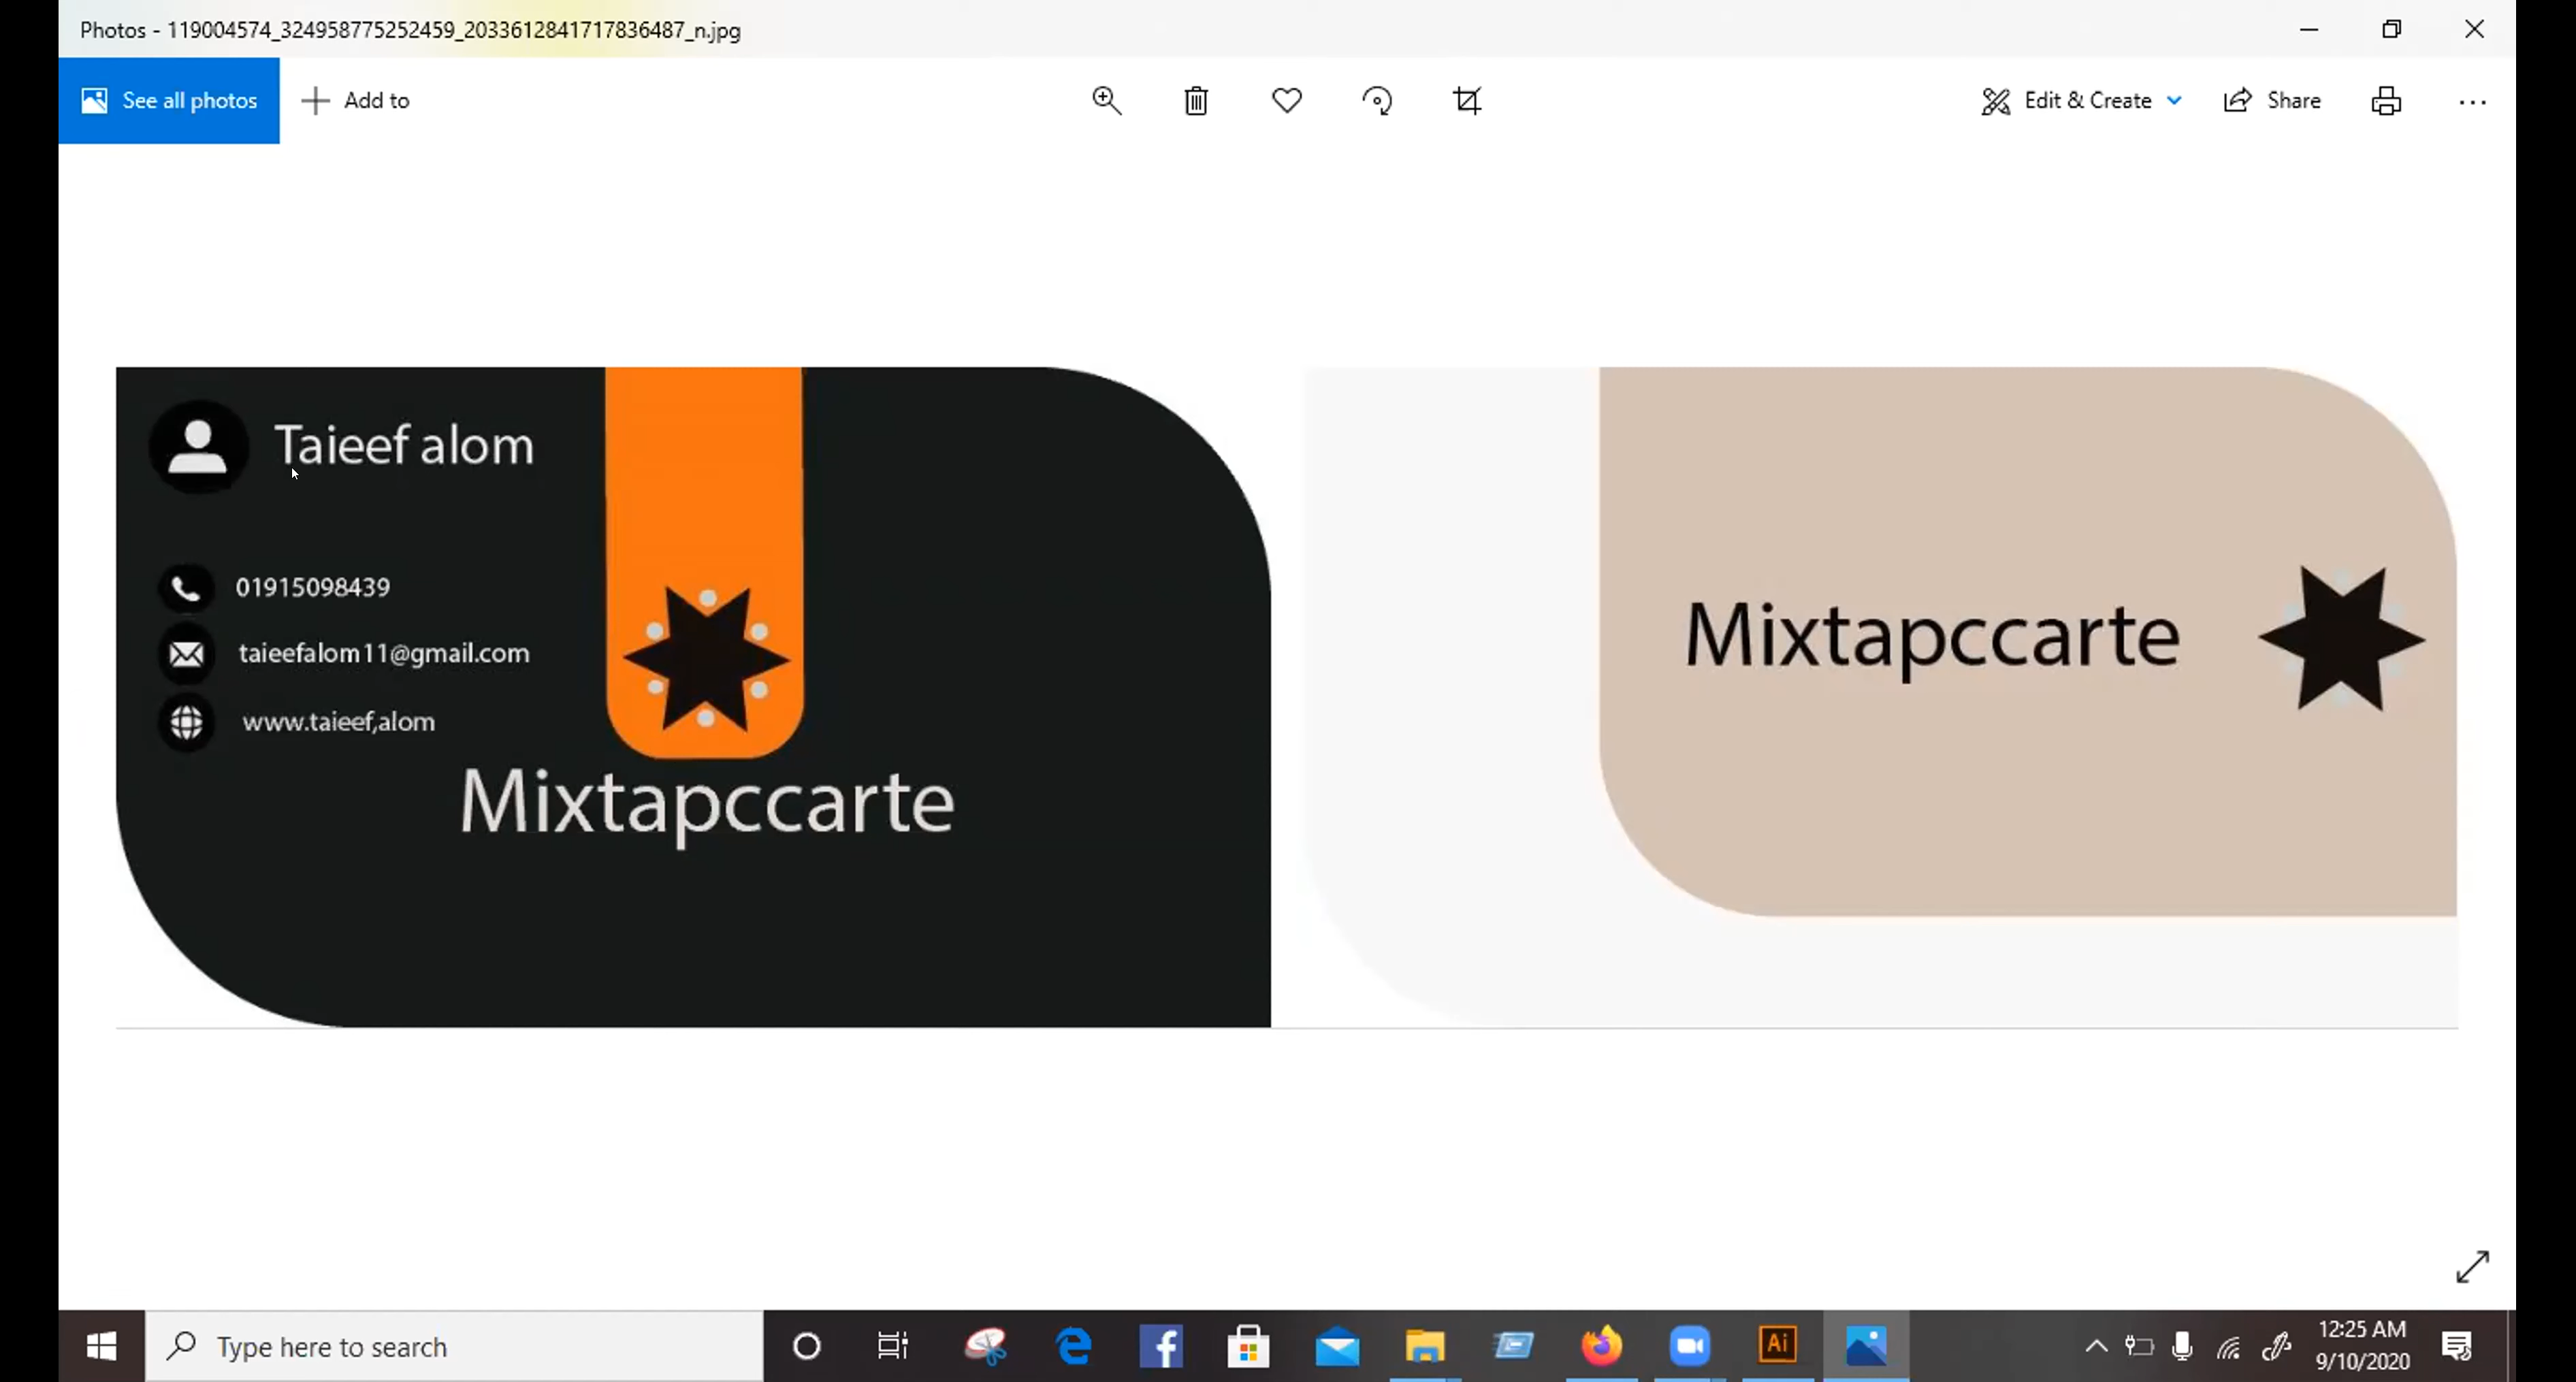 Photos - 119004574_324958775252459_2033612841717836487_n.jpg
See all photos
Add to
Edit & Create
Share
Taieef alom
01915098439
taieefalom11@gmail.com
www.taieef,alom
Mixtapccarte
Mixtapccarte
Type here to search
Ai
12:25 AM
9/10/2020